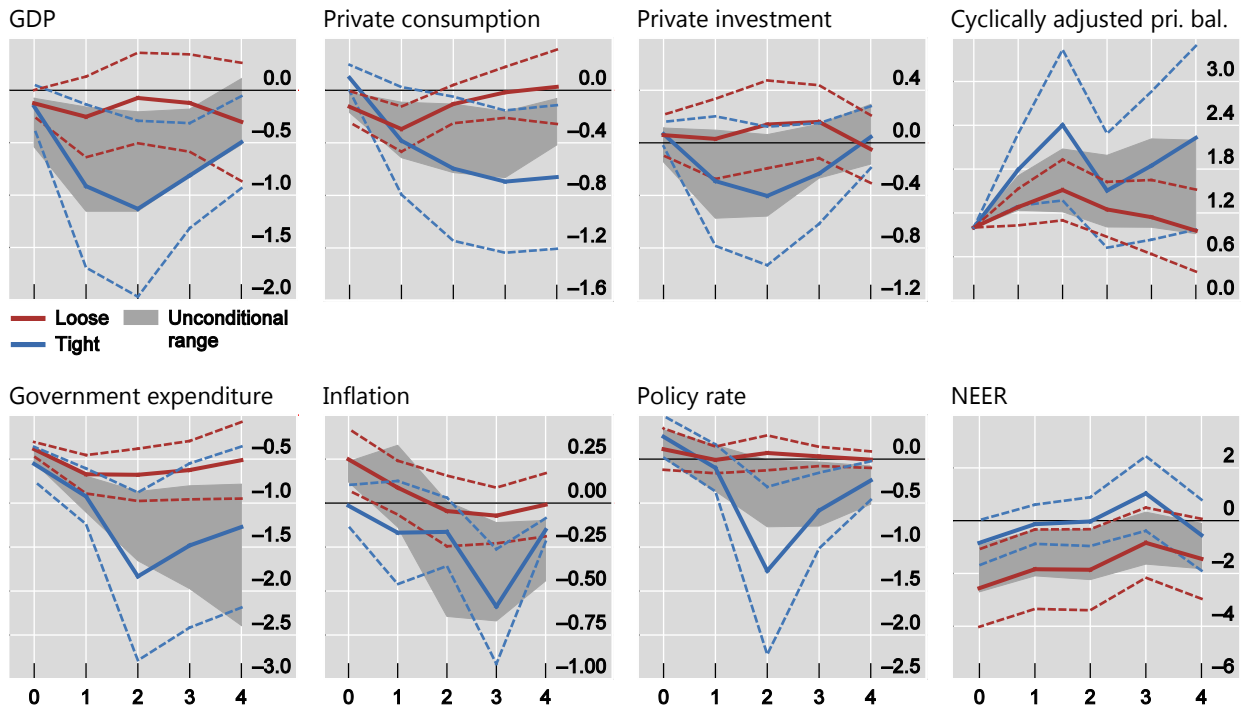 GDP
0.0
–0.5
–1.0
–1.5
–2.0
Private consumption
0.0
–0.4
–0.8
–1.2
–1.6
Private investment
0.4
0.0
–0.4
–0.8
–1.2
Cyclically adjusted pri. bal.
3.0
2.4
1.8
1.2
0.6
0.0
Loose
Tight
Unconditional
range
Government expenditure
–0.5
–1.0
–1.5
–2.0
–2.5
–3.0
0 1 2 3 4
Inflation
0.25
0.00
–0.25
–0.50
–0.75
–1.00
0 1 2 3 4
Policy rate
0.0
–0.5
–1.0
–1.5
–2.0
–2.5
0 1 2 3 4
NEER
2
0
–2
–4
–6
0 1 2 3 4